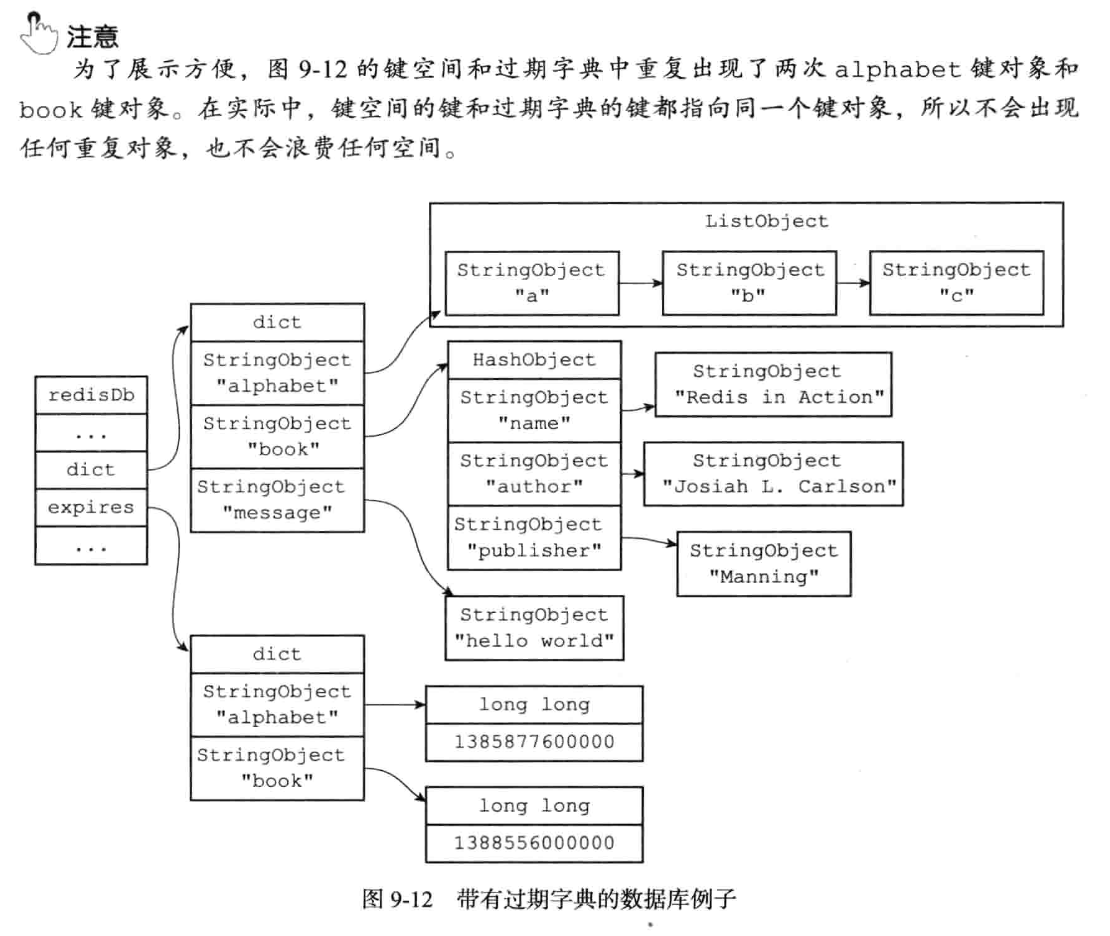 注意
为了展示方便，图 9-12 的键空间和过期字典中重复出现了两次 alphabet 键对象和
book 键对象。在实际中，键空间的键和过期字典的键都指向同一个键对象，所以不会出现
任何重复对象，也不会浪费任何空间。
ListObject
StringObject
"a"
StringObject
"b"
StringObject
"c"
redisDb
...
dict
expires
...
dict
StringObject
"alphabet"
StringObject
"book"
StringObject
"message"
HashObject
StringObject
"name"
StringObject
"author"
StringObject
"publisher"
StringObject
"Redis in Action"
StringObject
"Josiah L. Carlson"
StringObject
"Manning"
StringObject
"hello world"
dict
StringObject
"alphabet"
StringObject
"book"
long long
1385877600000
long long
1388556000000
图 9-12 带有过期字典的数据库例子